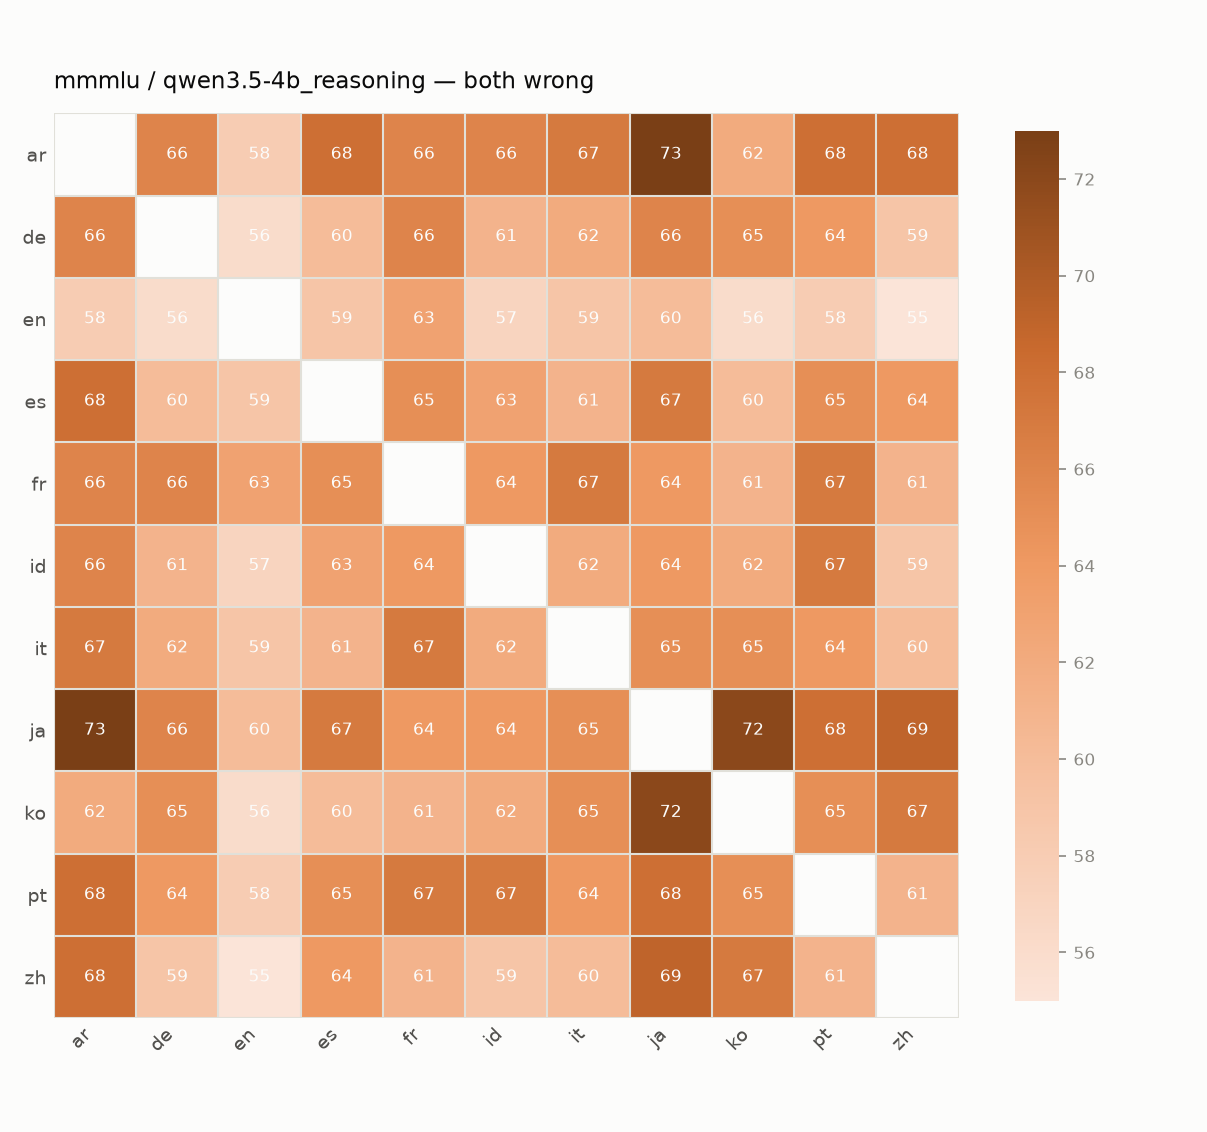 mmmlu / qwen3.5-4b_reasoning — both wrong
ar 66 58 68 66 66 67 73 62 68 68
de 66 56 60 66 61 62 66 65 64 59
en 58 56 59 63 57 59 60 56 58 55
es 68 60 59 65 63 61 67 60 65 64
fr 66 66 63 65 64 67 64 61 67 61
id 66 61 57 63 64 62 64 62 67 59
it 67 62 59 61 67 62 65 65 64 60
ja 73 66 60 67 64 64 65 72 68 69
ko 62 65 56 60 61 62 65 72 65 67
pt 68 64 58 65 67 67 64 68 65 61
zh 68 59 55 64 61 59 60 69 67 61
ar de en es fr id it ja ko pt zh
72
70
68
66
64
62
60
58
56